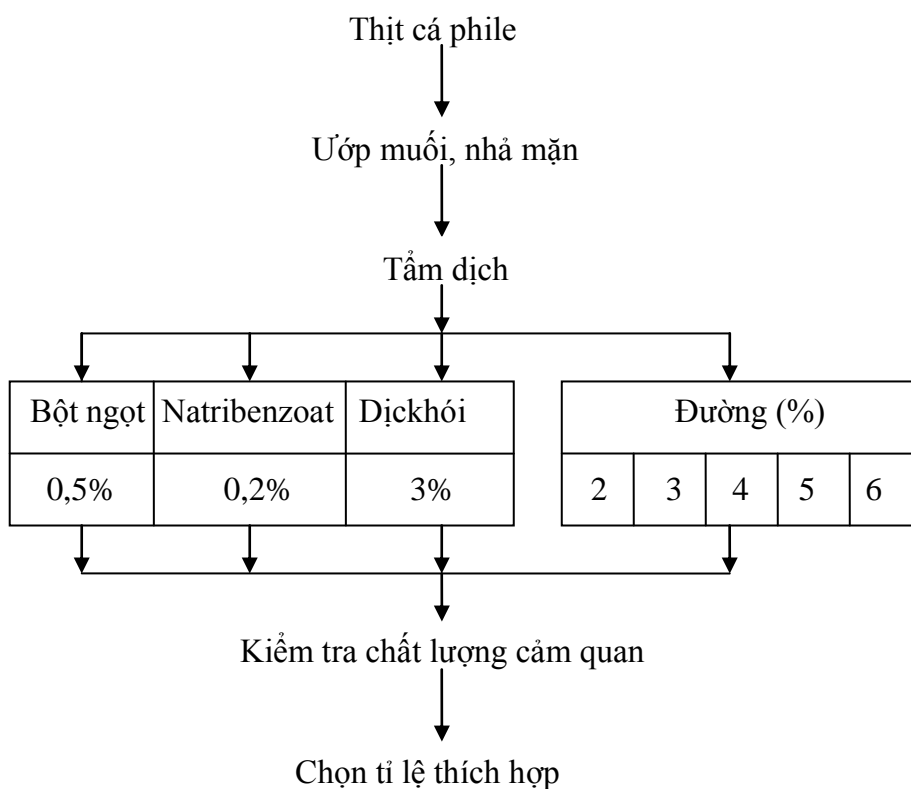 Thịt cá phile
Ướp muối, nhả mặn
Tẩm dịch
Bột ngọt Natribenzoat Dịckhói Đường (%)
0,5% 0,2% 3% 2 3 4 5 6
Kiểm tra chất lượng cảm quan
Chọn tỉ lệ thích hợp